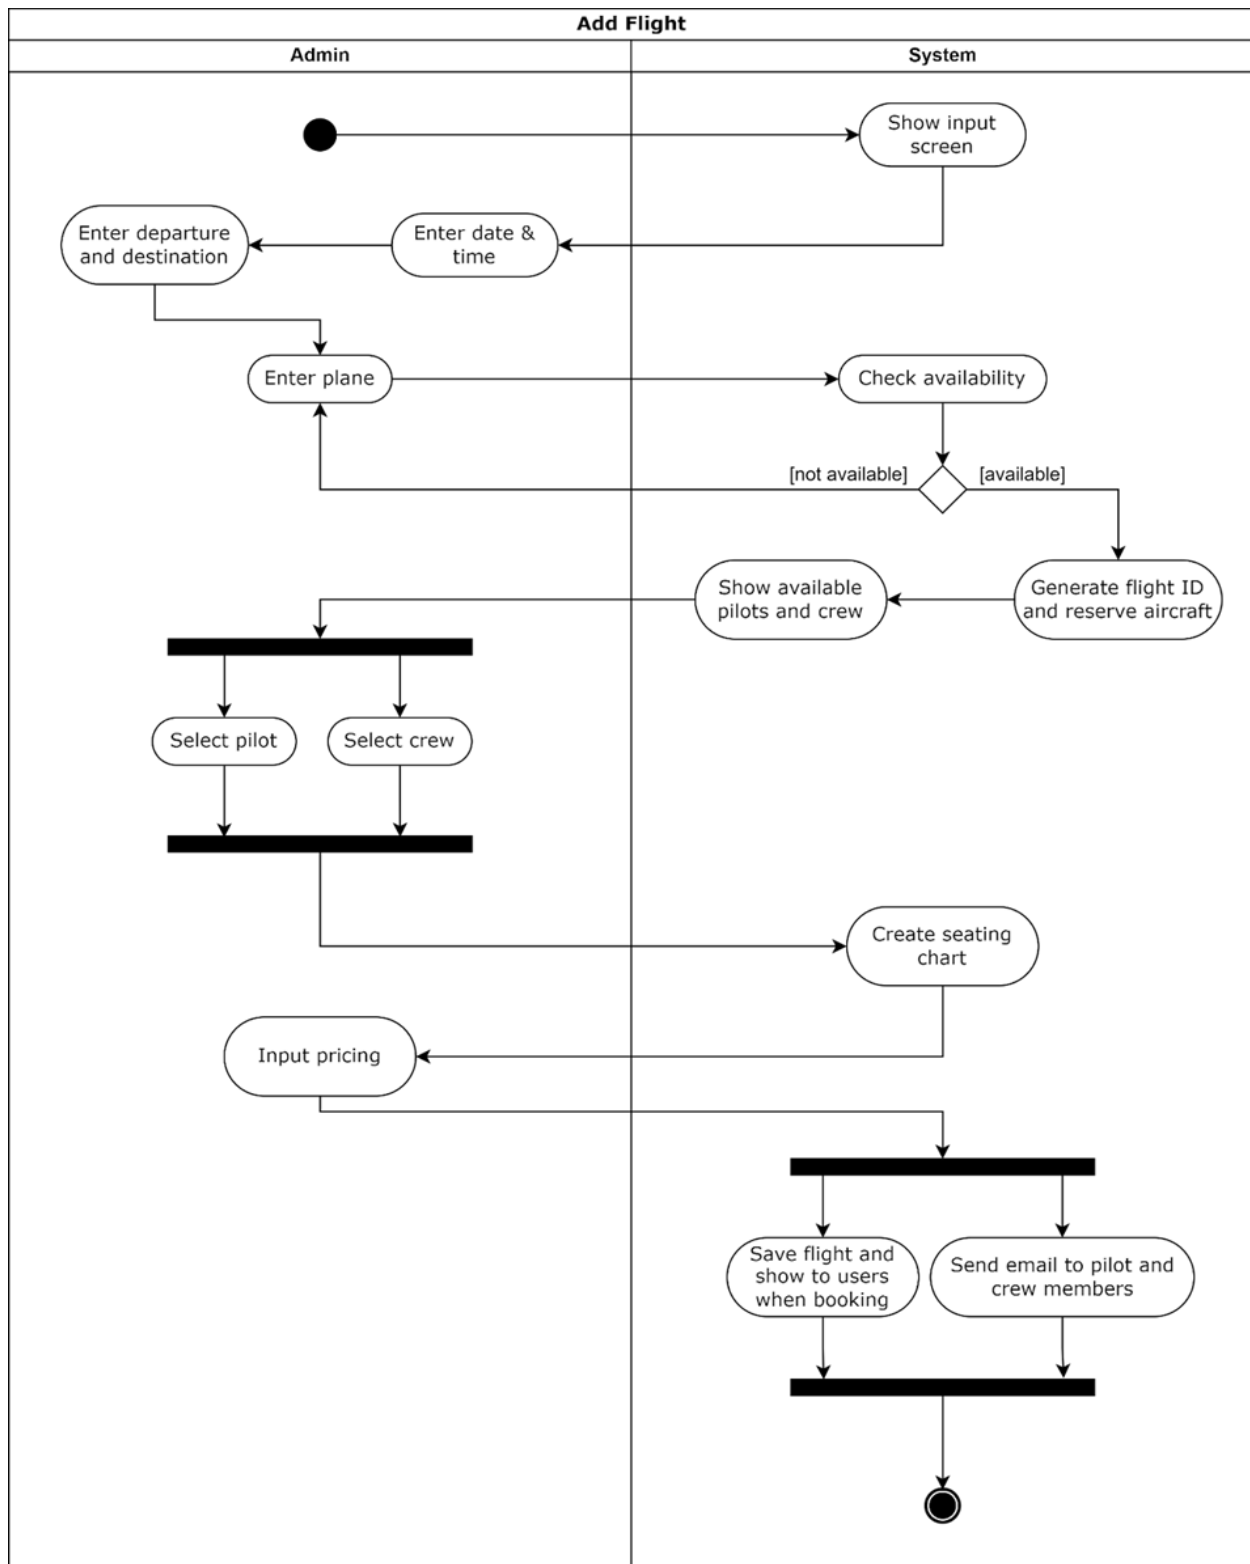 Add Flight
Admin
System
Show input
screen
Enter departure
and destination
Enter date &
time
Enter plane
Check availability
[not available]
[available]
Show available
pilots and crew
Generate flight ID
and reserve aircraft
Select pilot
Select crew
Create seating
chart
Input pricing
Save flight and
show to users
when booking
Send email to pilot and
crew members